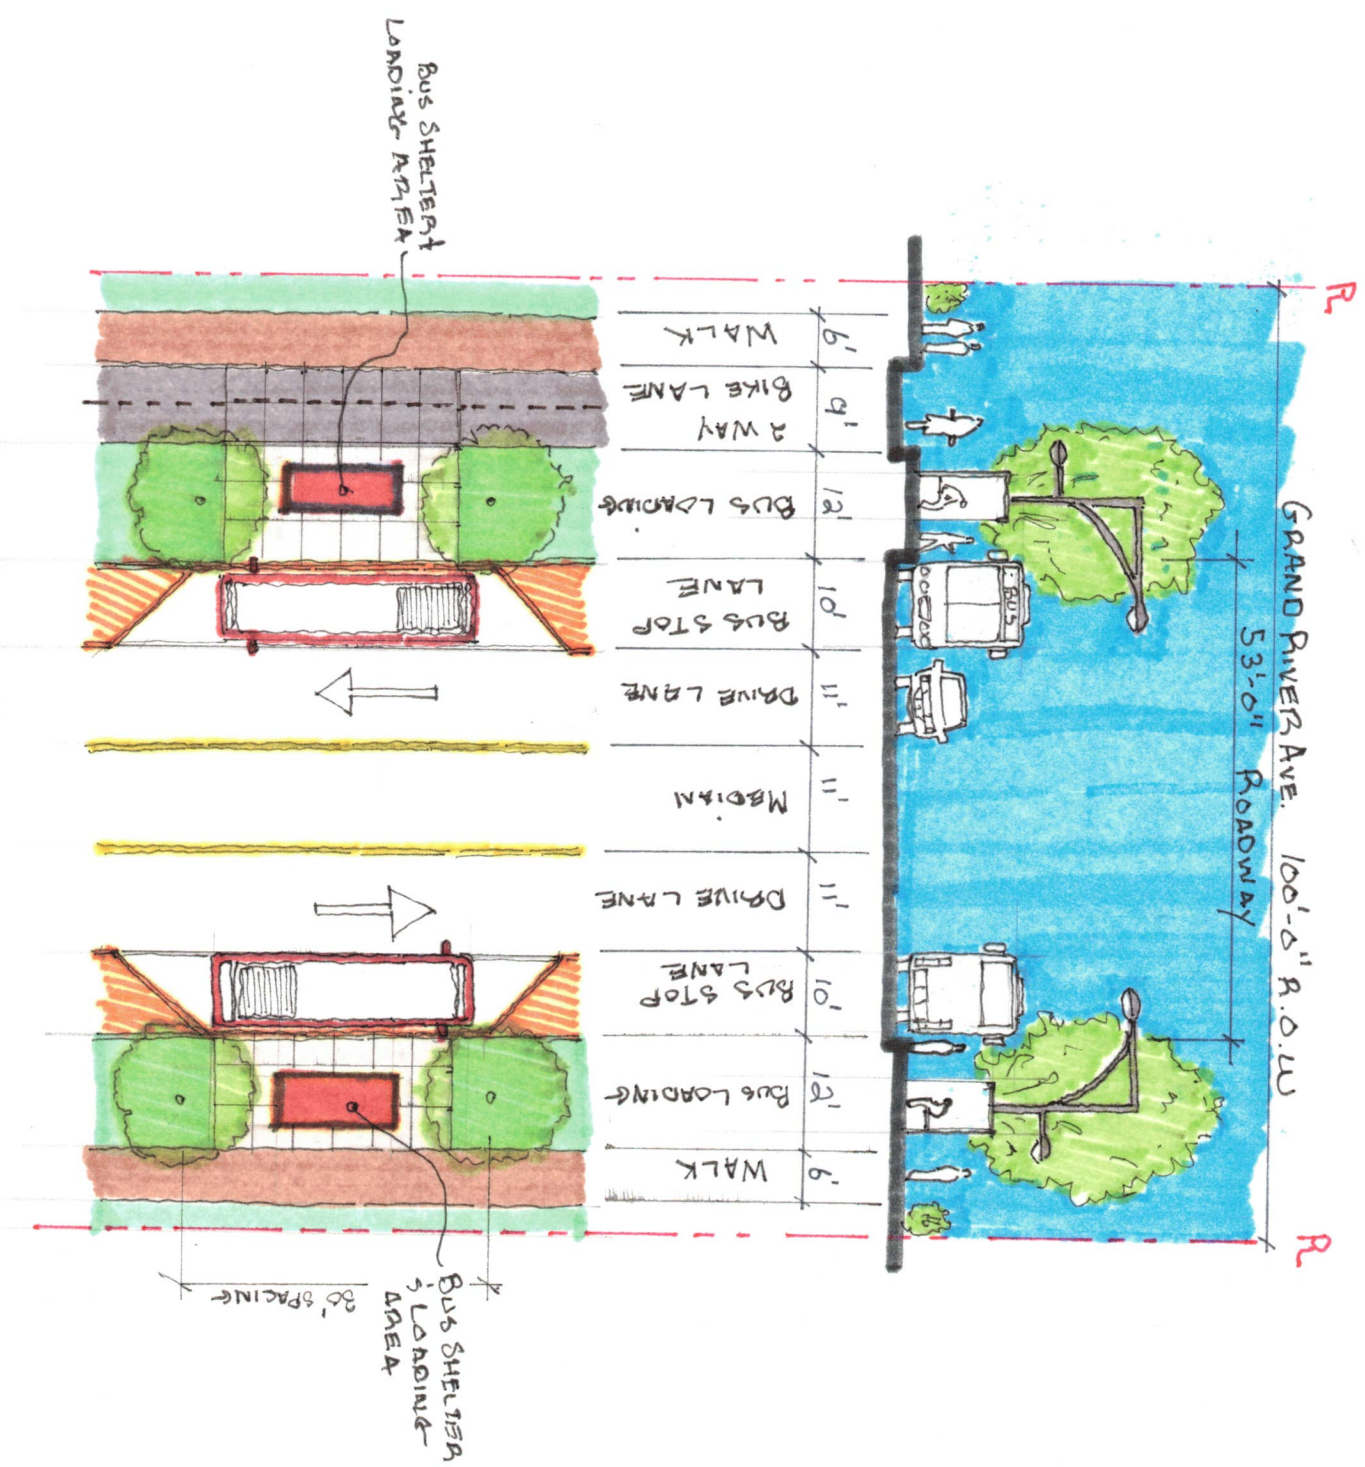 GRAND RIVER AVE. 100'-0" R.O.W
53'-0" ROADWAY
R
R
BUS
6'
9'
12'
10'
11'
11'
11'
10'
12'
6'
WALK
2 WAY
BIKE LANE
BUS LOADING
BUS STOP
LANE
DRIVE LANE
MEDIAN
DRIVE LANE
BUS STOP
LANE
BUS LOADING
WALK
BUS SHELTER +
LOADING AREA
BUS SHELTER
& LOADING
AREA
30' SPACING